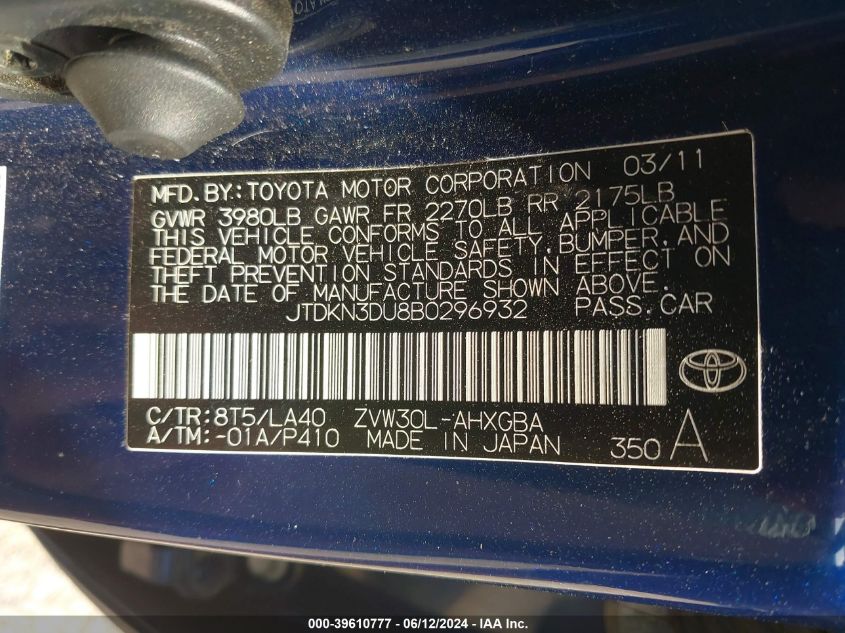 MFD.BY:TOYOTA MOTOR CORPORATION 03/11
GVWR 3980LB GAWR FR 2270LB RR 2175LB
THIS VEHICLE CONFORMS TO ALL APPLICABLE
FEDERAL MOTOR VEHICLE SAFETY,BUMPER,AND
THEFT PREVENTION STANDARDS IN EFFECT ON
THE DATE OF MANUFACTURE SHOWN ABOVE.
JTDKN3DU8B0296932 PASS.CAR
C/TR:8T5/LA40 ZVW30L-AHXGBA
A/TM:-01A/P410 MADE IN JAPAN 350 A
000-39610777 - 06/12/2024 - IAA Inc.